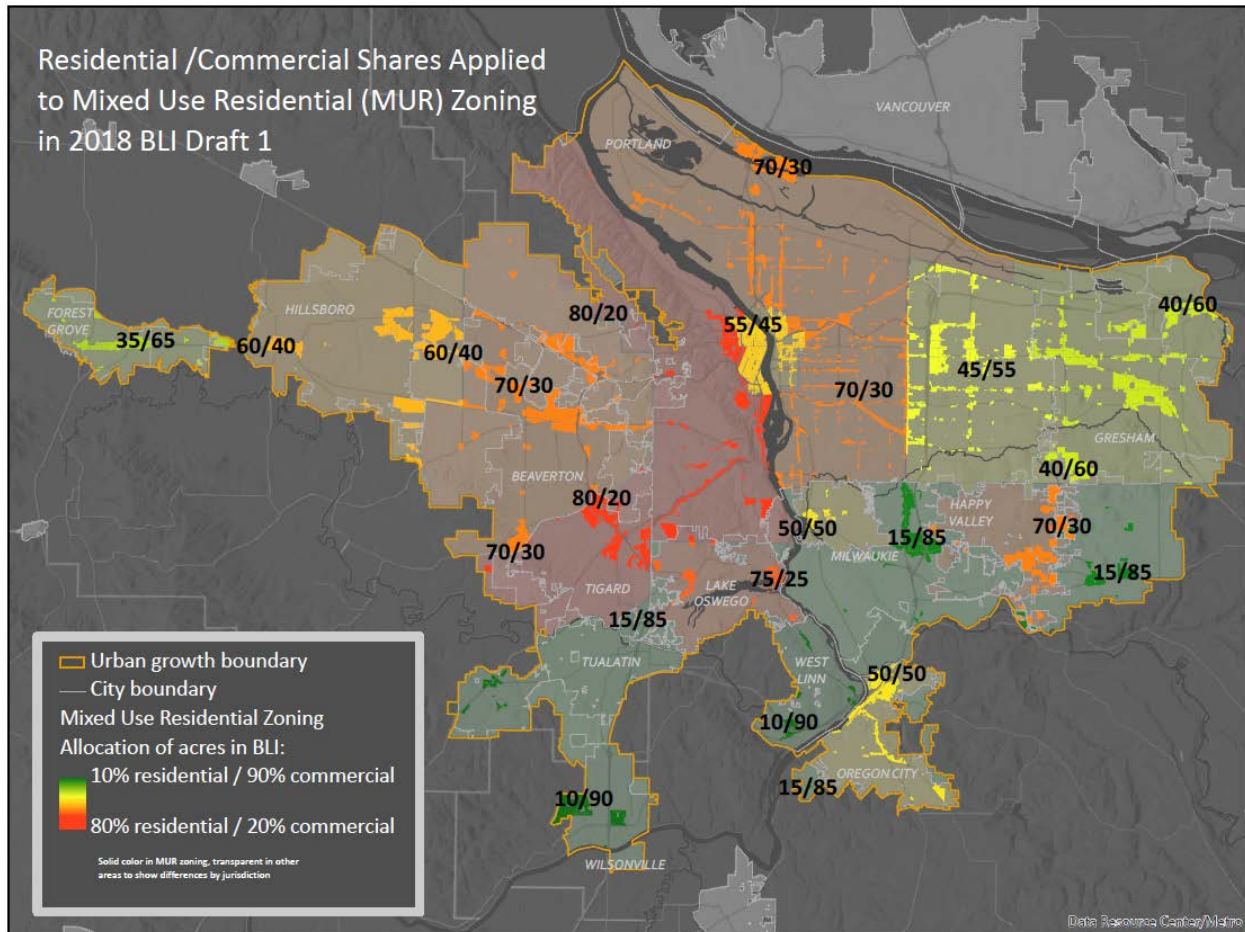 Residential /Commercial Shares Applied
to Mixed Use Residential (MUR) Zoning
in 2018 BLI Draft 1
VANCOUVER
PORTLAND
70/30
HILLSBORO
80/20
40/60
FOREST
GROVE
35/65
60/40
60/40
55/45
45/55
70/30
70/30
GRESHAM
BEAVERTON
40/60
80/20
HAPPY
VALLEY
50/50
70/30
15/85
MILWAUKIE
70/30
15/85
75/25
TIGARD
LAKE
OSWEGO
15/85
TUALATIN
WEST
LINN
50/50
10/90
OREGON CITY
15/85
10/90
WILSONVILLE
Urban growth boundary
City boundary
Mixed Use Residential Zoning
Allocation of acres in BLI:
10% residential / 90% commercial
80% residential / 20% commercial
Solid color in MUR zoning, transparent in other
areas to show differences by jurisdiction
Data Resource Center/Metro